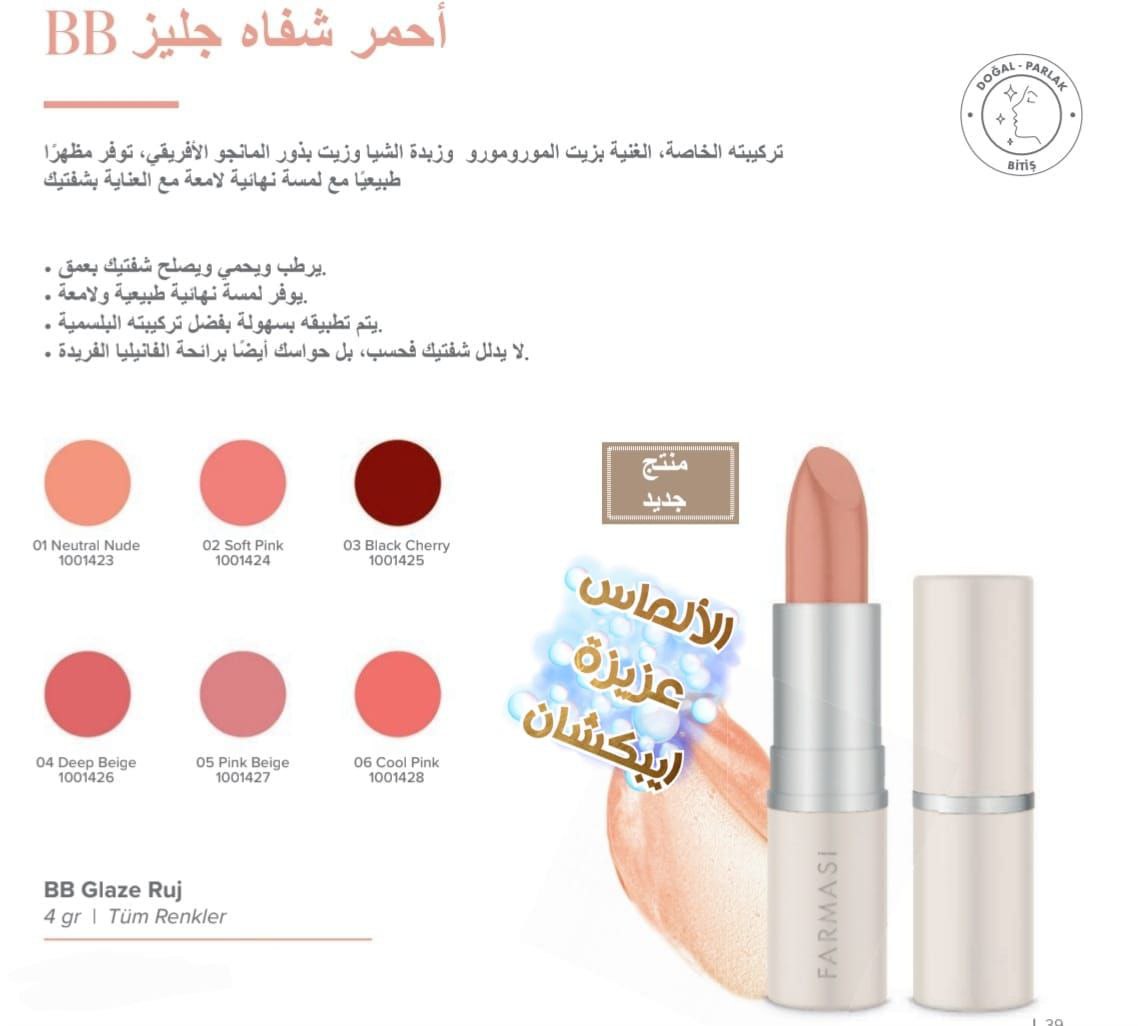 أحمر شفاه جليز BB
DOĞAL - PARLAK
BİTİŞ
تركيبته الخاصة، الغنية بزيت المورومورو وزبدة الشيا وزيت بذور المانجو الأفريقي، توفر مظهرًا
طبيعيًا مع لمسة نهائية لامعة مع العناية بشفتيك
• يرطب ويحمي ويصلح شفتيك بعمق.
• يوفر لمسة نهائية طبيعية ولامعة.
• يتم تطبيقه بسهولة بفضل تركيبته البلسمية.
• لا يدلل شفتيك فحسب، بل حواسك أيضًا برائحة الفانيليا الفريدة.
منتج
جديد
01 Neutral Nude
1001423
02 Soft Pink
1001424
03 Black Cherry
1001425
04 Deep Beige
1001426
05 Pink Beige
1001427
06 Cool Pink
1001428
الألماس
عزيزة
ريبكشان
FARMASİ
BB Glaze Ruj
4 gr | Tüm Renkler
| 39